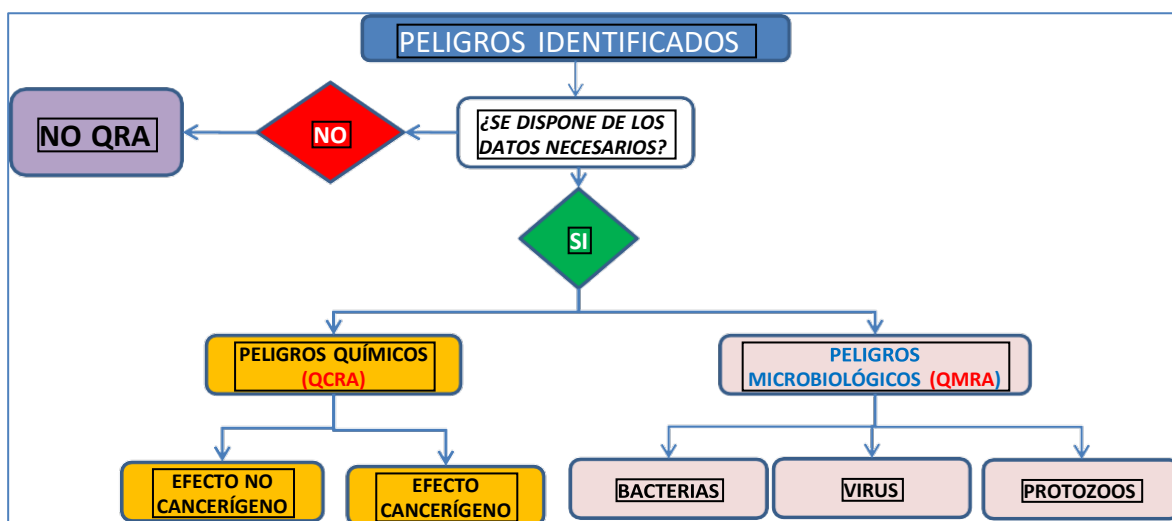 PELIGROS IDENTIFICADOS
NO QRA
NO
¿SE DISPONE DE LOS
DATOS NECESARIOS?
SI
PELIGROS QUÍMICOS
(QCRA)
PELIGROS
MICROBIOLÓGICOS (QMRA)
EFECTO NO
CANCERÍGENO
EFECTO
CANCERÍGENO
BACTERIAS
VIRUS
PROTOZOOS